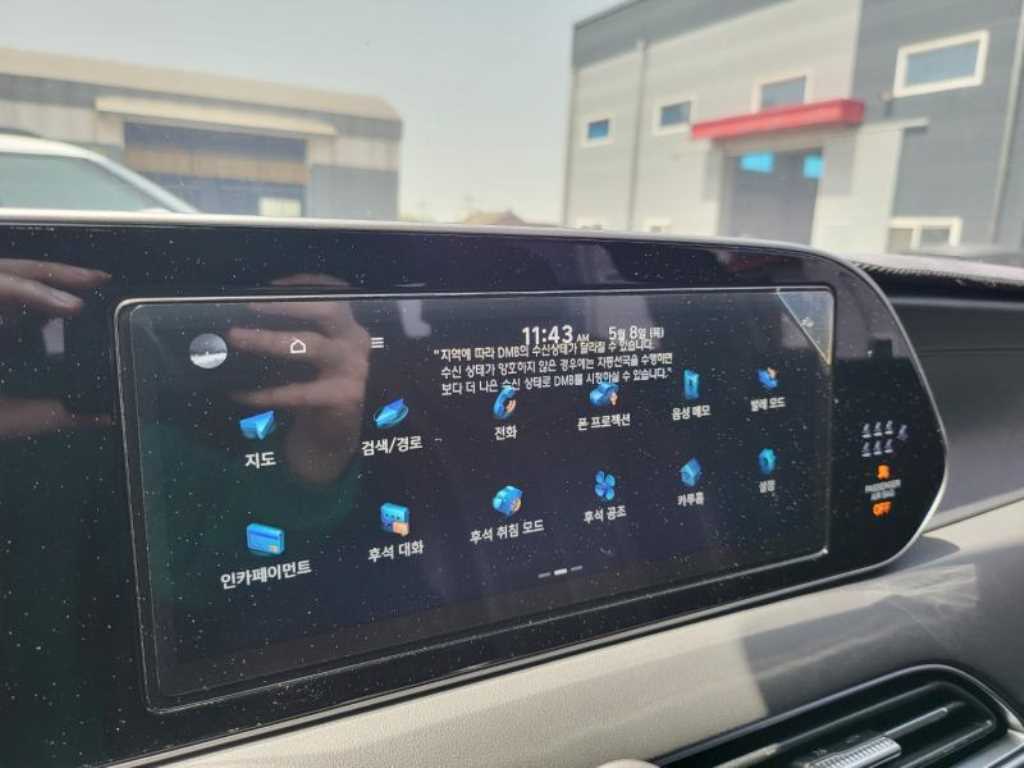 11:43 AM 5월 8일 (목)
"지역에 따라 DMB의 수신상태가 달라질 수 있습니다.
수신 상태가 양호하지 않은 경우에는 자동선국을 수행하면
보다 더 나은 수신 상태로 DMB를 시청하실 수 있습니다."
지도
검색/경로
전화
폰 프로젝션
음성 메모
발레 모드
인카페이먼트
후석 대화
후석 취침 모드
후석 공조
카투홈
설정
PASSENGER
AIR BAG
OFF